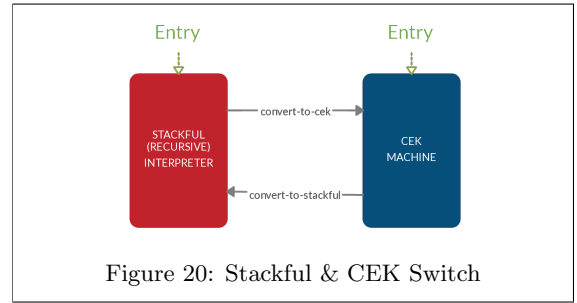 Entry
Entry
STACKFUL
(RECURSIVE)
INTERPRETER
convert-to-cek
CEK
MACHINE
convert-to-stackful
Figure 20: Stackful & CEK Switch